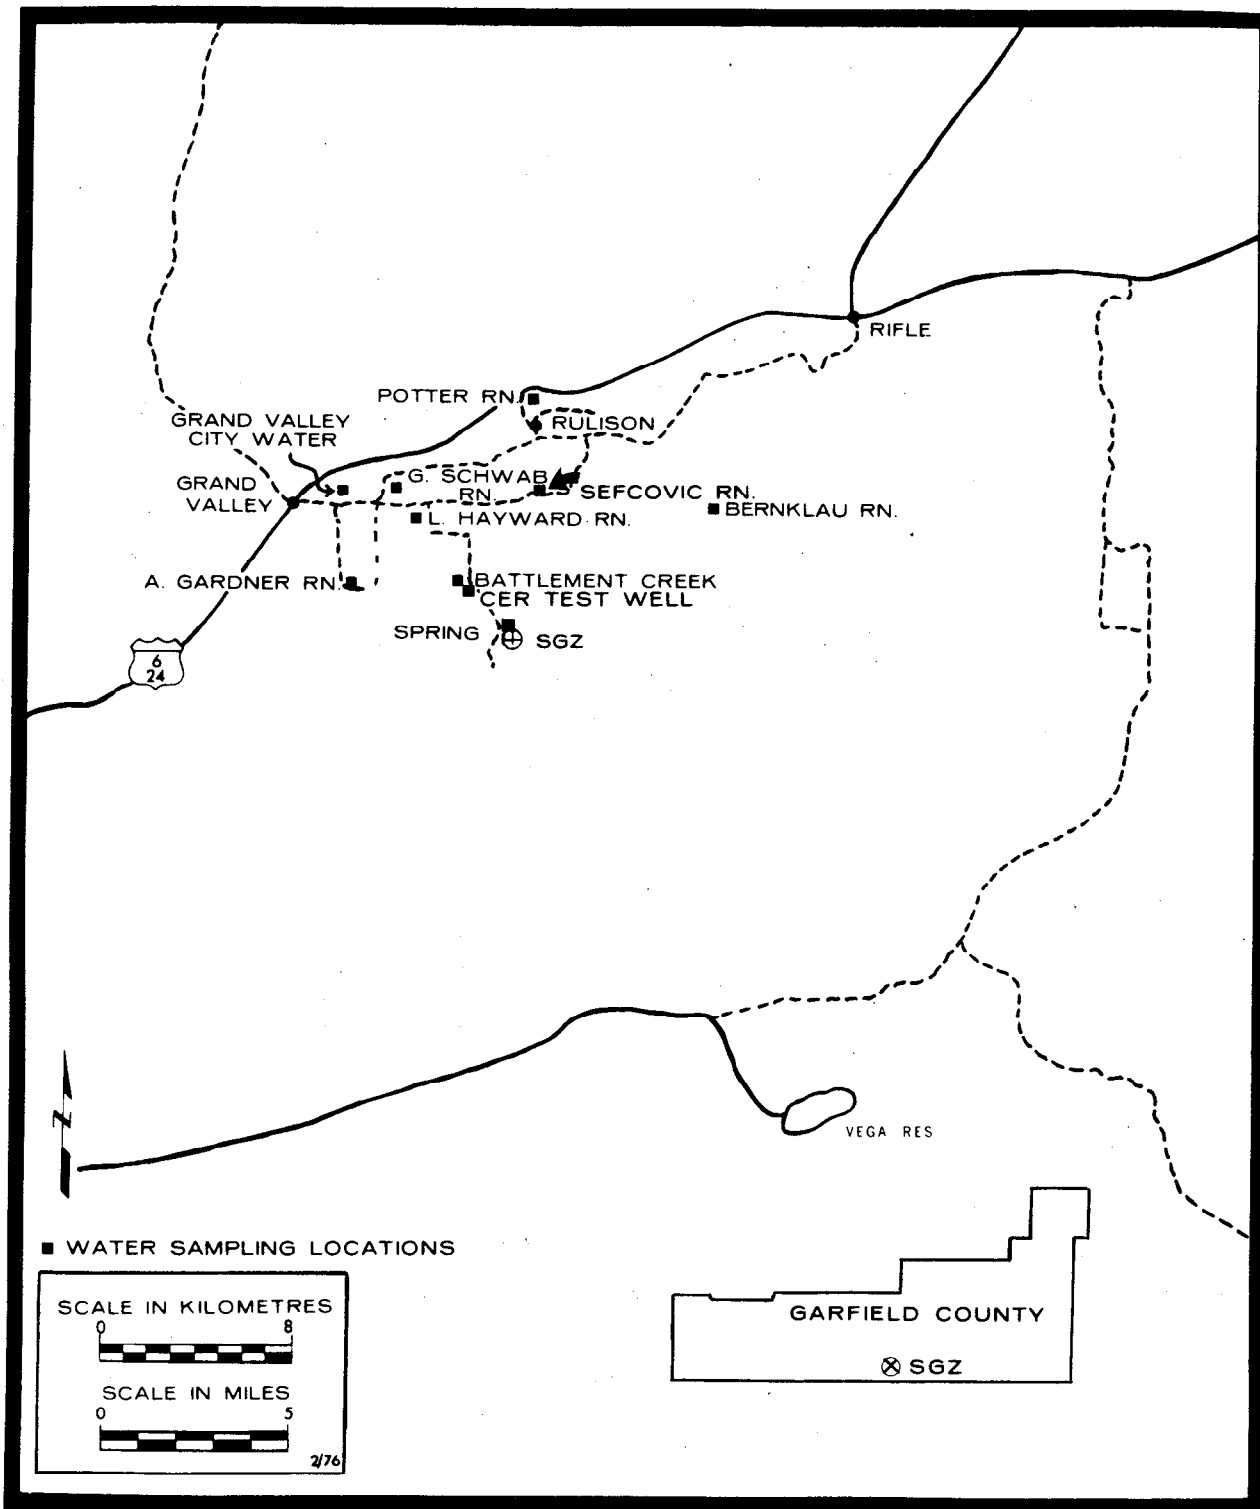 RIFLE
POTTER RN.
GRAND VALLEY
CITY WATER
RULISON
GRAND
VALLEY
G. SCHWAB
RN.
SEFCOVIC RN.
BERNKLAU RN.
L. HAYWARD RN.
A. GARDNER RN.
BATTLEMENT CREEK
CER TEST WELL
SPRING
SGZ
6
24
N
VEGA RES
WATER SAMPLING LOCATIONS
SCALE IN KILOMETRES
0 8
SCALE IN MILES
0 5
2/76
GARFIELD COUNTY
SGZ